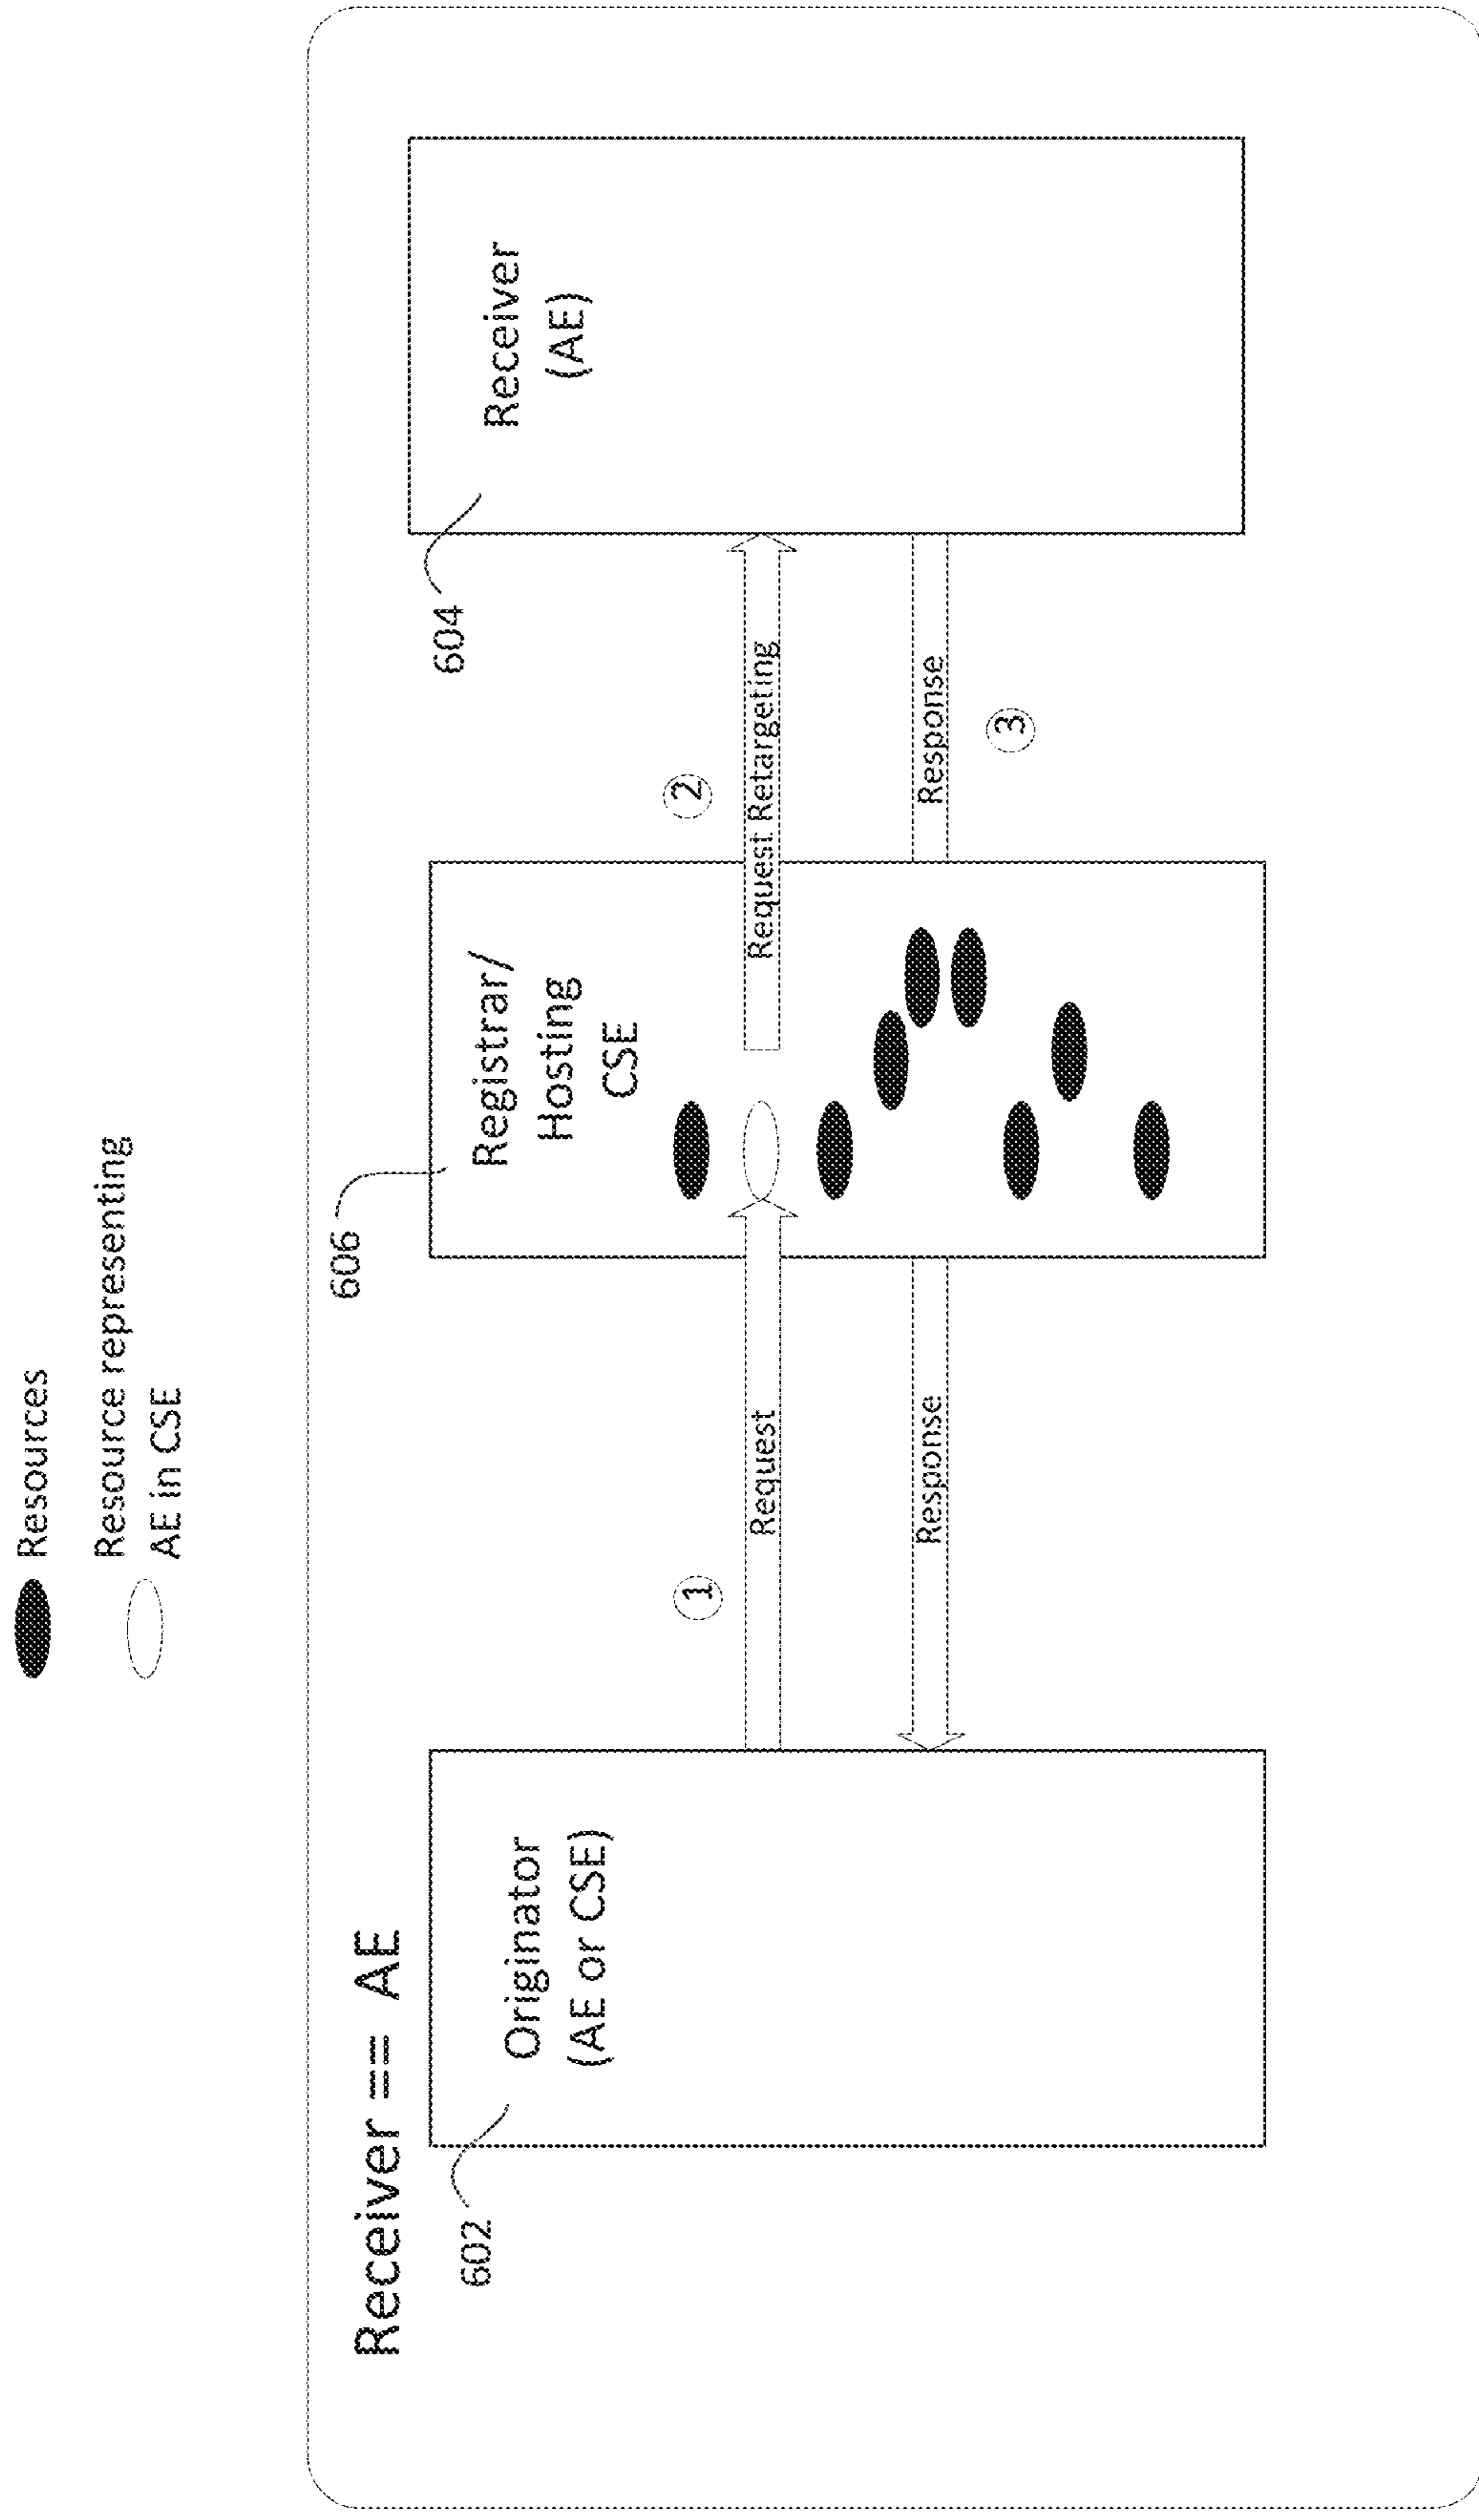 Resources
Resource representing
AE in CSE
Receiver == AE
602
Originator
(AE or CSE)
1
Request
Response
606
Registrar/
Hosting
CSE
2
Request Retargeting
Response
3
604
Receiver
(AE)